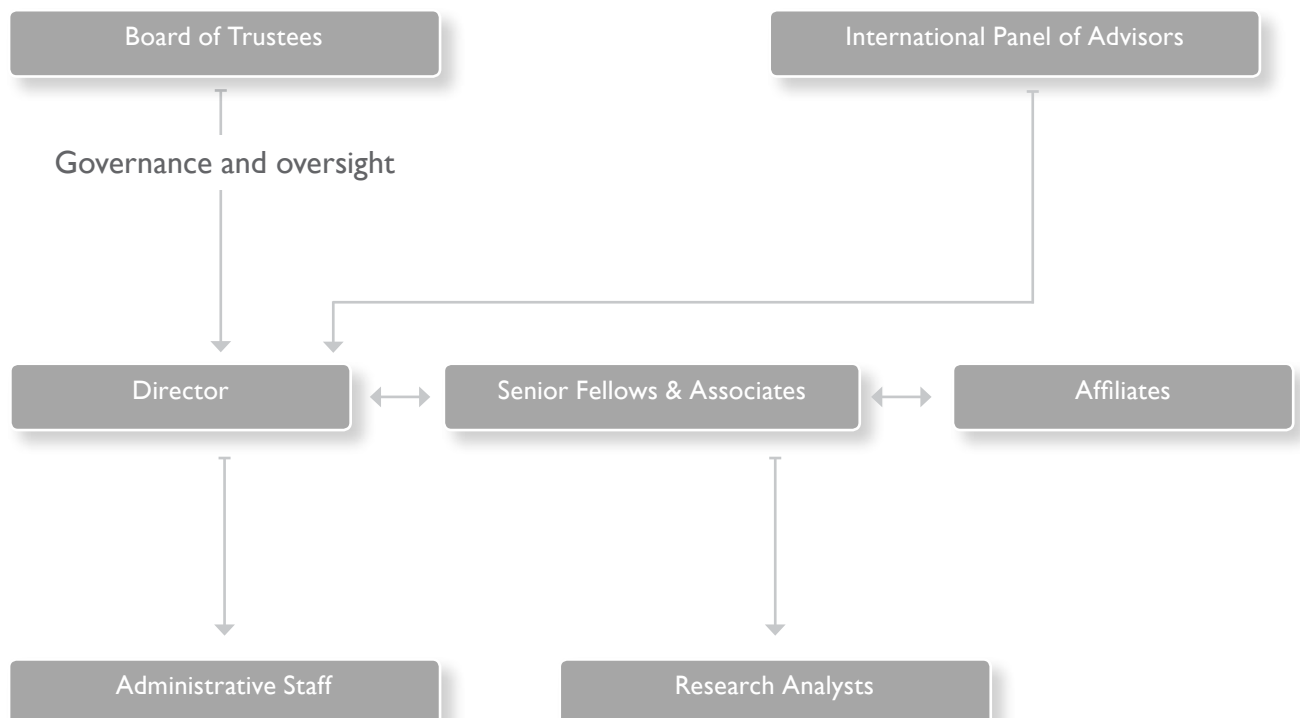 Board of Trustees
International Panel of Advisors
Governance and oversight
Director
Senior Fellows & Associates
Affiliates
Administrative Staff
Research Analysts